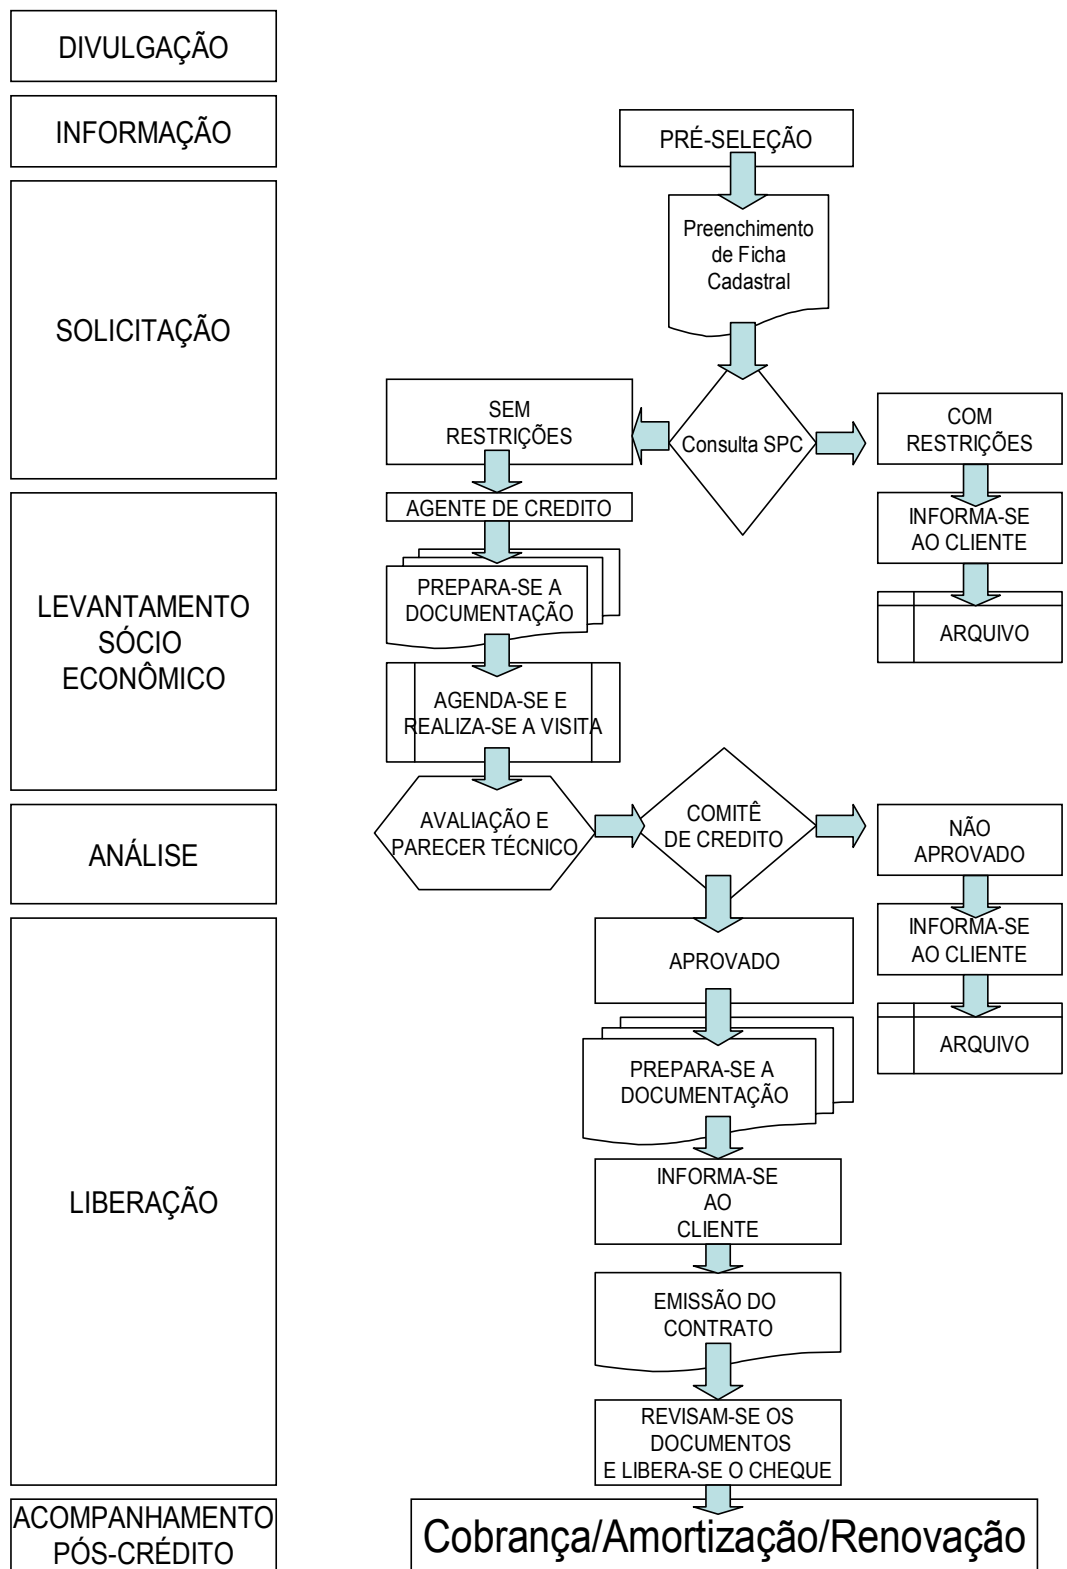 DIVULGAÇÃO
INFORMAÇÃO
PRÉ-SELEÇÃO
SOLICITAÇÃO
Preenchimento
de Ficha
Cadastral
Consulta SPC
SEM
RESTRIÇÕES
COM
RESTRIÇÕES
INFORMA-SE
AO CLIENTE
ARQUIVO
LEVANTAMENTO
SÓCIO
ECONÔMICO
AGENTE DE CREDITO
PREPARA-SE A
DOCUMENTAÇÃO
AGENDA-SE E
REALIZA-SE A VISITA
ANÁLISE
AVALIAÇÃO E
PARECER TÉCNICO
COMITÊ
DE CREDITO
NÃO
APROVADO
INFORMA-SE
AO CLIENTE
ARQUIVO
LIBERAÇÃO
APROVADO
PREPARA-SE A
DOCUMENTAÇÃO
INFORMA-SE
AO
CLIENTE
EMISSÃO DO
CONTRATO
REVISAM-SE OS
DOCUMENTOS
E LIBERA-SE O CHEQUE
ACOMPANHAMENTO
PÓS-CRÉDITO
Cobrança/Amortização/Renovação